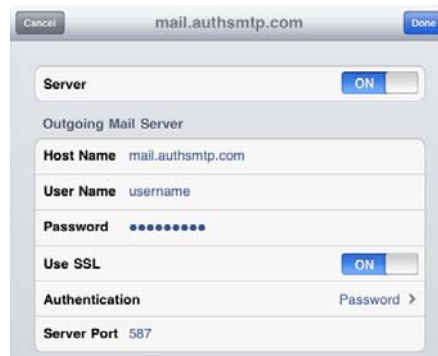 Cancel mail.authsmtp.com Done
Server ON
Outgoing Mail Server
Host Name mail.authsmtp.com
User Name username
Password ●●●●●●●●●
Use SSL ON
Authentication Password >
Server Port 587